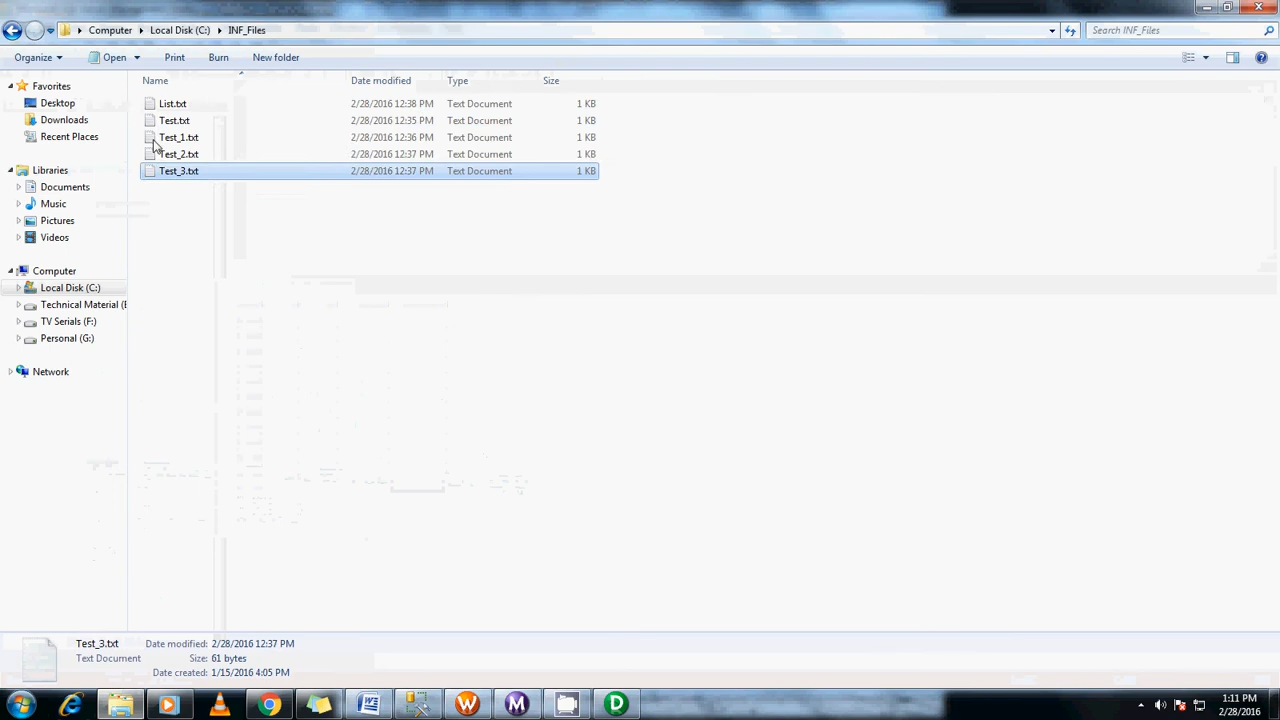 Computer Local Disk (C:) INF_Files
Search INF_Files
Organize Open Print Burn New folder
Name Date modified Type Size
List.txt 2/28/2016 12:38 PM Text Document 1 KB
Test.txt 2/28/2016 12:35 PM Text Document 1 KB
Test_1.txt 2/28/2016 12:36 PM Text Document 1 KB
Test_2.txt 2/28/2016 12:37 PM Text Document 1 KB
Test_3.txt 2/28/2016 12:37 PM Text Document 1 KB
Favorites
Desktop
Downloads
Recent Places
Libraries
Documents
Music
Pictures
Videos
Computer
Local Disk (C:)
Technical Material (E
TV Serials (F:)
Personal (G:)
Network
Test_3.txt Date modified: 2/28/2016 12:37 PM
Text Document Size: 61 bytes
Date created: 1/15/2016 4:05 PM
W M D
1:11 PM
2/28/2016